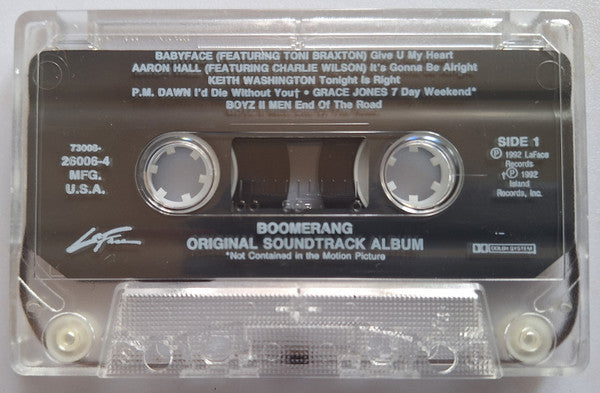 BABYFACE (FEATURING TONI BRAXTON) Give U My Heart
AARON HALL (FEATURING CHARLIE WILSON) It's Gonna Be Alright
KEITH WASHINGTON Tonight Is Right
P.M. DAWN I'd Die Without You† • GRACE JONES 7 Day Weekend*
BOYZ II MEN End Of The Road
73008-
26006-4
MFG.
U.S.A.
SIDE 1
℗ 1992 LaFace
Records
†℗ 1992
Island
Records, Inc.
LaFace
BOOMERANG
ORIGINAL SOUNDTRACK ALBUM
*Not Contained in the Motion Picture
DOLBY SYSTEM